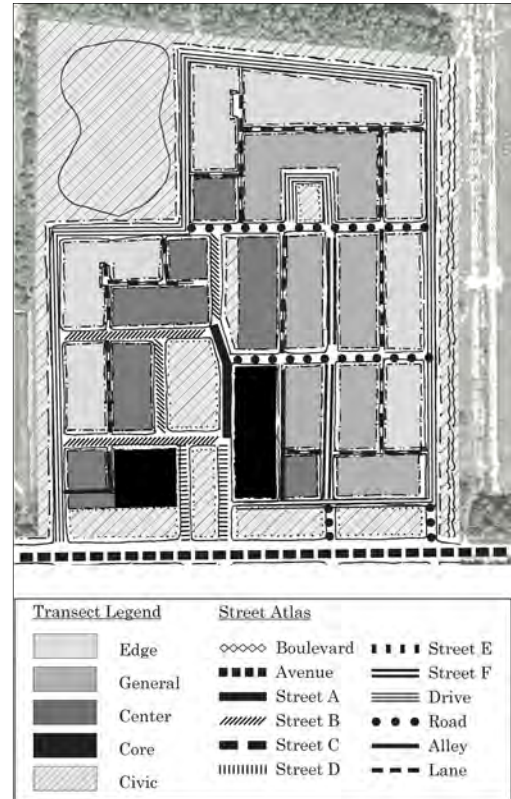 Transect Legend
Edge
General
Center
Core
Civic
Street Atlas
Boulevard
Avenue
Street A
Street B
Street C
Street D
Street E
Street F
Drive
Road
Alley
Lane